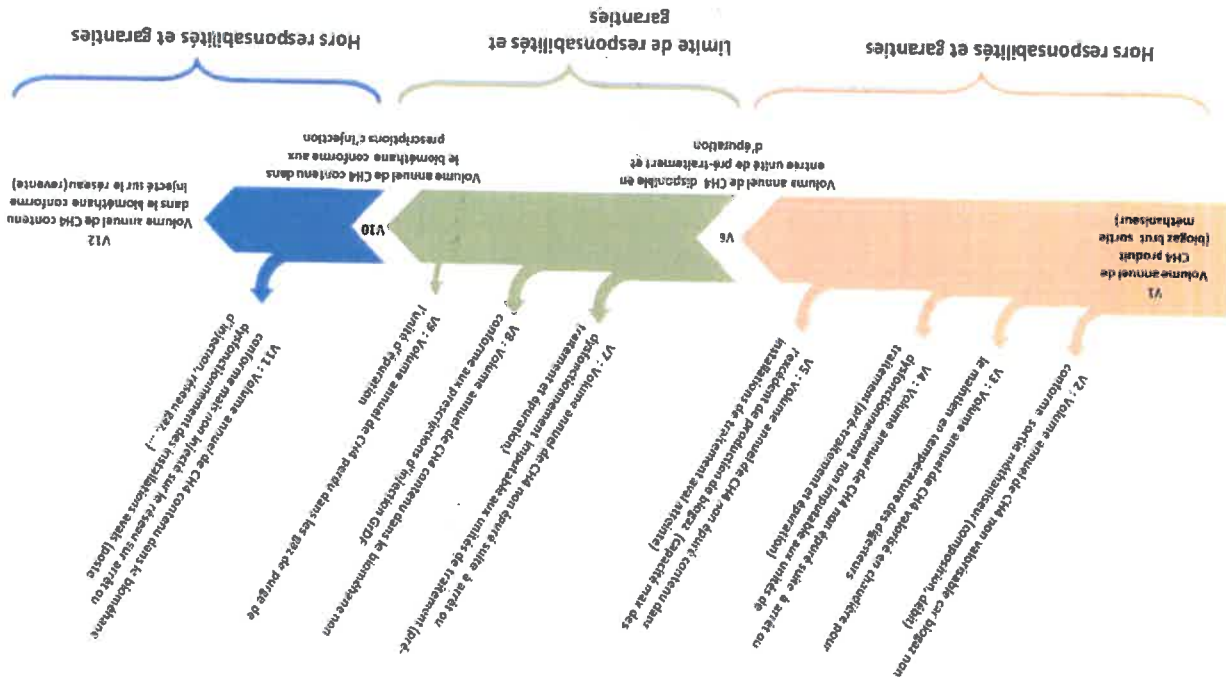 V2 : Volume annuel de CH4 non valorisable car biogaz non
conforme sortie méthaniseur (composition, débit)
V3 : Volume annuel de CH4 valorisé en chaudière pour
le maintien en température des digesteurs
V4 : Volume annuel de CH4 non épuré suite à arrêt ou
dysfonctionnement non imputable aux unités de
traitement (pré-traitement et épuration)
V5 : Volume annuel de CH4 non épuré contenu dans
l'excédent de production de biogaz (capacité max des
installations de traitement aval atteinte)
V7 : Volume annuel de CH4 non épuré suite à arrêt ou
dysfonctionnement imputable aux unités de traitement (pré-
traitement et épuration)
V8 : Volume annuel de CH4 contenu dans le biométhane non
conforme aux prescriptions d'injection GrDF
V9 : Volume annuel de CH4 perdu dans les gaz de purge de
l'unité d'épuration
V11 : Volume annuel de CH4 contenu dans le biométhane
conforme mais non injecté sur le réseau sur arrêt ou
dysfonctionnement des installations aval (poste
d'injection, réseau gaz, ...)
V1
Volume annuel de
CH4 produit
(biogaz brut sortie
méthaniseur)
V6
Volume annuel de CH4 disponible en
entrée unité de pré-traitement et
d'épuration
V10
Volume annuel de CH4 contenu dans
le biométhane conforme aux
prescriptions d'injection
V12
Volume annuel de CH4 contenu
dans le biométhane conforme
injecté sur le réseau (revente)
Hors responsabilités et garanties
Limite de responsabilités et
garanties
Hors responsabilités et garanties